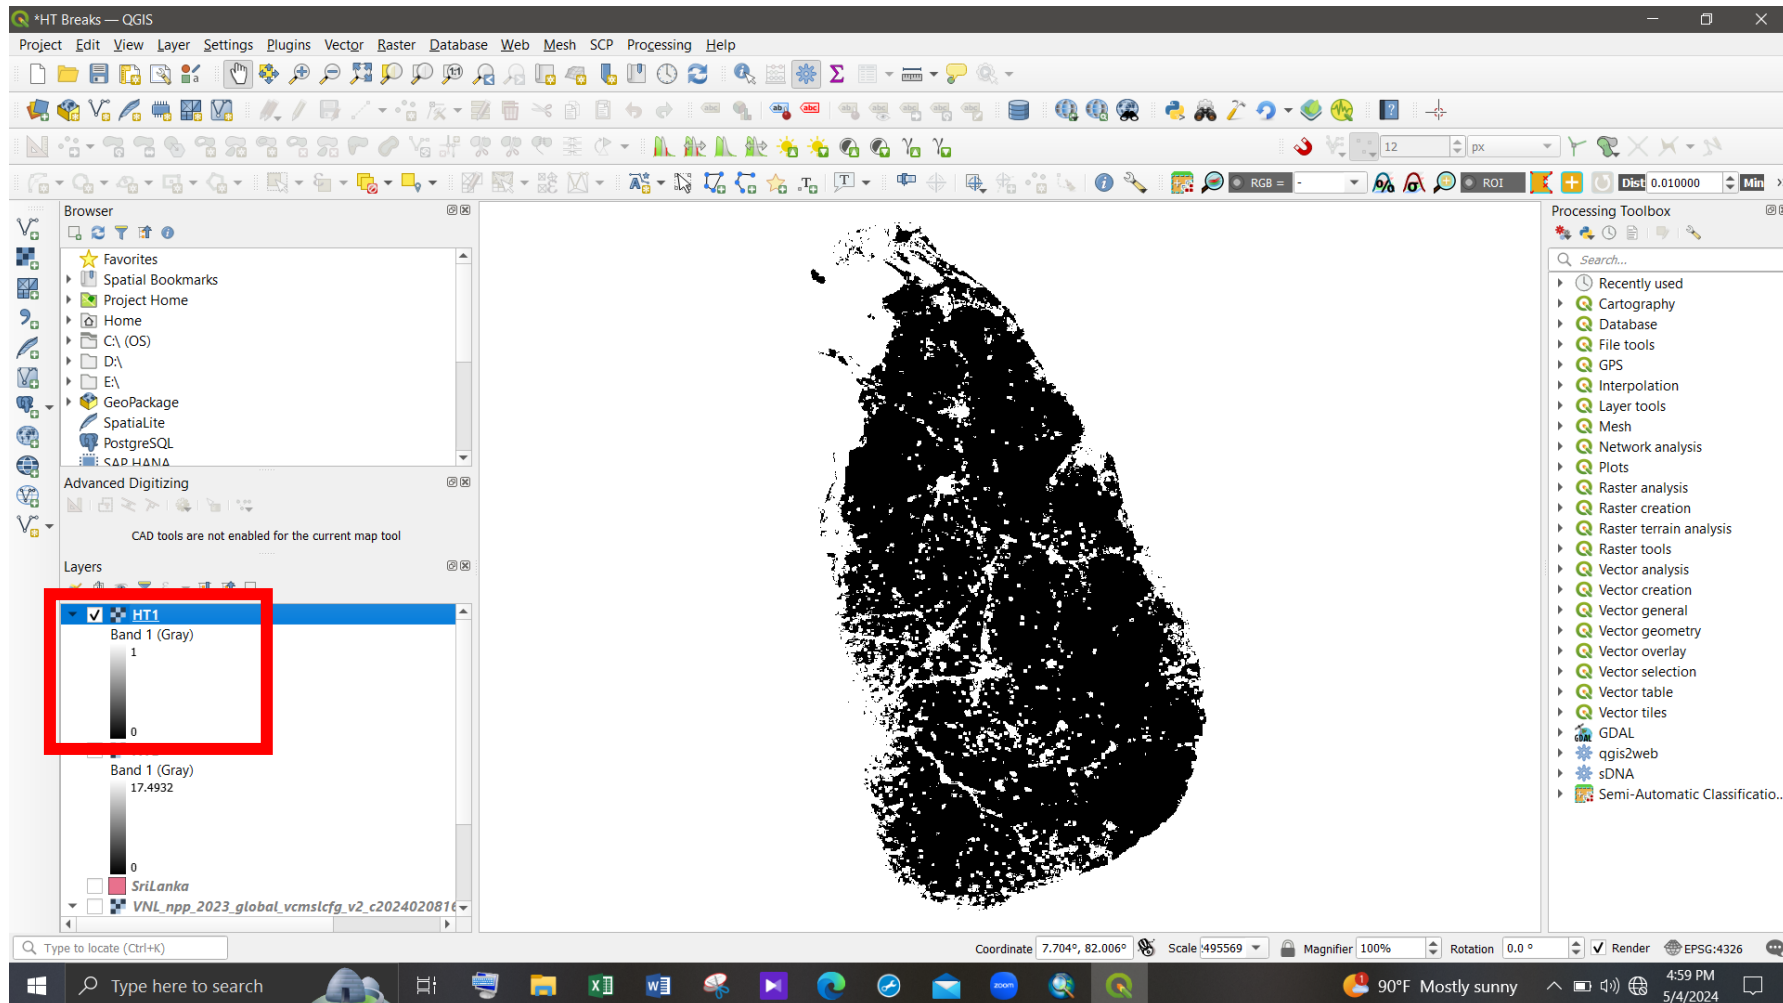 *HT Breaks — QGIS
Project Edit View Layer Settings Plugins Vector Raster Database Web Mesh SCP Processing Help
12 px
RGB = - ROI Dist 0.010000 Min
Browser
Favorites
Spatial Bookmarks
Project Home
Home
C:\ (OS)
D:\
E:\
GeoPackage
SpatiaLite
PostgreSQL
SAP HANA
Advanced Digitizing
CAD tools are not enabled for the current map tool
Layers
HT1
Band 1 (Gray)
1
0
Band 1 (Gray)
17.4932
0
SriLanka
VNL_npp_2023_global_vcmslcfg_v2_c202402081
Processing Toolbox
Search...
Recently used
Cartography
Database
File tools
GPS
Interpolation
Layer tools
Mesh
Network analysis
Plots
Raster analysis
Raster creation
Raster terrain analysis
Raster tools
Vector analysis
Vector creation
Vector general
Vector geometry
Vector overlay
Vector selection
Vector table
Vector tiles
GDAL
qgis2web
sDNA
Semi-Automatic Classificatio..
Type to locate (Ctrl+K) Coordinate 7.704°, 82.006° Scale :495569 Magnifier 100% Rotation 0.0 ° Render EPSG:4326
Type here to search 90°F Mostly sunny 4:59 PM
5/4/2024